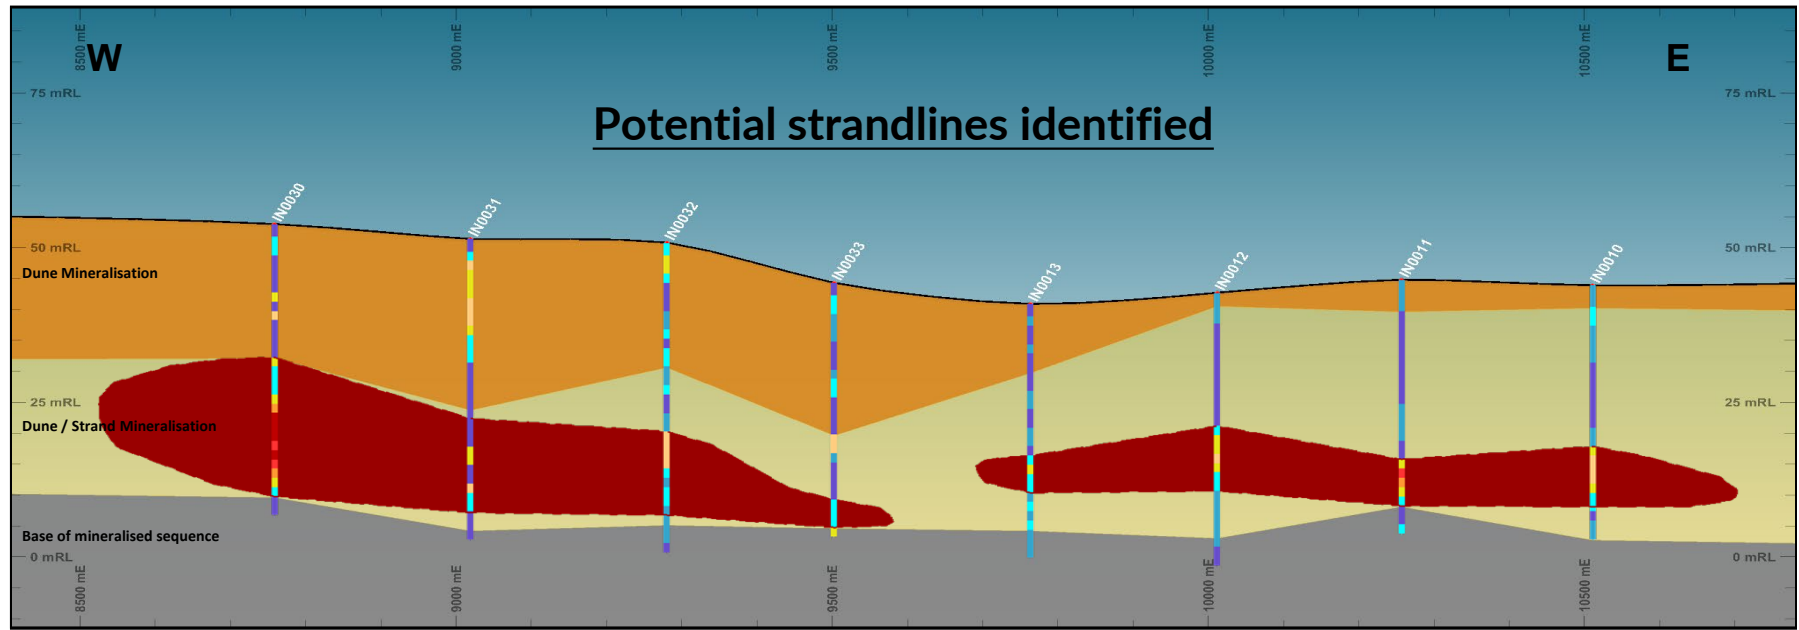 8500 mE
9000 mE
9500 mE
10000 mE
10500 mE
W
E
75 mRL
75 mRL
Potential strandlines identified
IN0030
IN0031
IN0032
IN0033
IN0013
IN0012
IN0011
IN0010
50 mRL
50 mRL
Dune Mineralisation
25 mRL
25 mRL
Dune / Strand Mineralisation
Base of mineralised sequence
0 mRL
0 mRL
8500 mE
9000 mE
9500 mE
10000 mE
10500 mE